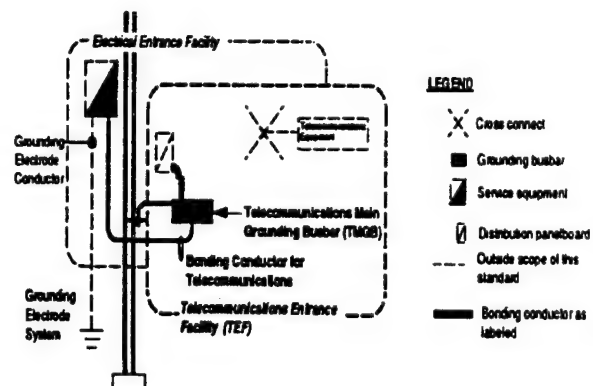 Electrical Entrance Facility
Grounding
Electrode
Conductor
Telecommunications
Equipment
Telecommunications Main
Grounding Busbar (TMGB)
Bonding Conductor for
Telecommunications
Grounding
Electrode
System
Telecommunications Entrance
Facility (TEF)
LEGEND
Cross connect
Grounding busbar
Service equipment
Distribution panelboard
Outside scope of this
standard
Bonding conductor as
labeled